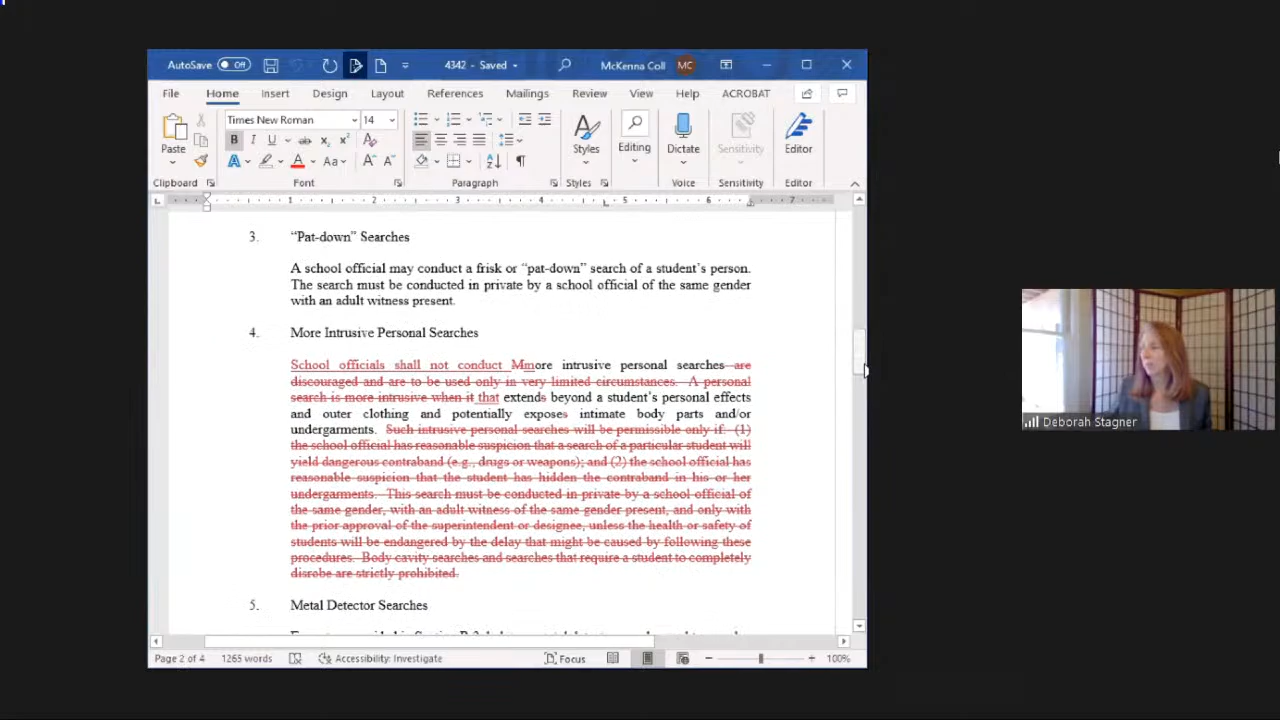 AutoSave Off 4342 - Saved McKenna Coll MC
File Home Insert Design Layout References Mailings Review View Help ACROBAT
Times New Roman 14
B I U ab x₂ x² A
A A Aa A A
Paste Styles Editing Dictate Sensitivity Editor
Clipboard Font Paragraph Styles Voice Sensitivity Editor
1 2 3 4 5 6 7
3. “Pat-down” Searches
A school official may conduct a frisk or “pat-down” search of a student’s person.
The search must be conducted in private by a school official of the same gender
with an adult witness present.
4. More Intrusive Personal Searches
School officials shall not conduct Mmore intrusive personal searches are
discouraged and are to be used only in very limited circumstances. A personal
search is more intrusive when it that extends beyond a student’s personal effects
and outer clothing and potentially exposes intimate body parts and/or
undergarments. Such intrusive personal searches will be permissible only if: (1)
the school official has reasonable suspicion that a search of a particular student will
yield dangerous contraband (e.g., drugs or weapons); and (2) the school official has
reasonable suspicion that the student has hidden the contraband in his or her
undergarments. This search must be conducted in private by a school official of
the same gender, with an adult witness of the same gender present, and only with
the prior approval of the superintendent or designee, unless the health or safety of
students will be endangered by the delay that might be caused by following these
procedures. Body cavity searches and searches that require a student to completely
disrobe are strictly prohibited.
5. Metal Detector Searches
Page 2 of 4 1265 words Accessibility: Investigate Focus 100%
Deborah Stagner